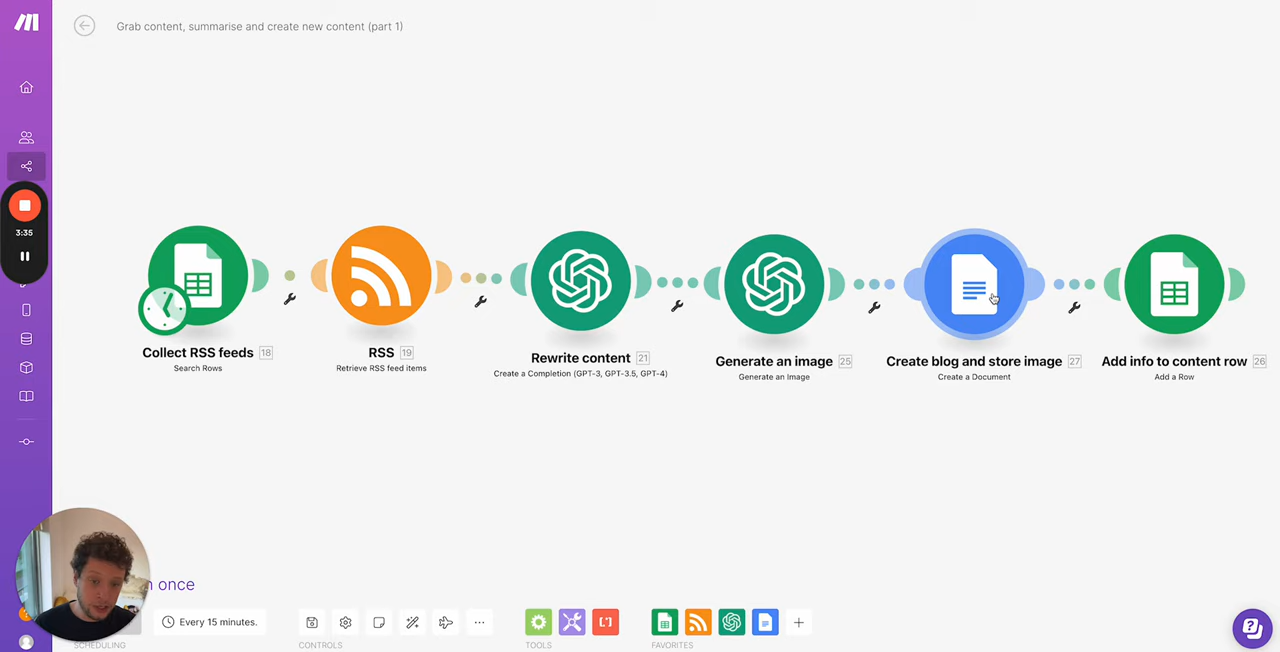 Grab content, summarise and create new content (part 1)
3:35
Collect RSS feeds 18
Search Rows
RSS 19
Retrieve RSS feed items
Rewrite content 21
Create a Completion (GPT-3, GPT-3.5, GPT-4)
Generate an image 25
Generate an Image
Create blog and store image 27
Create a Document
Add info to content row 26
Add a Row
once
Every 15 minutes.
SCHEDULING
CONTROLS
TOOLS
FAVORITES